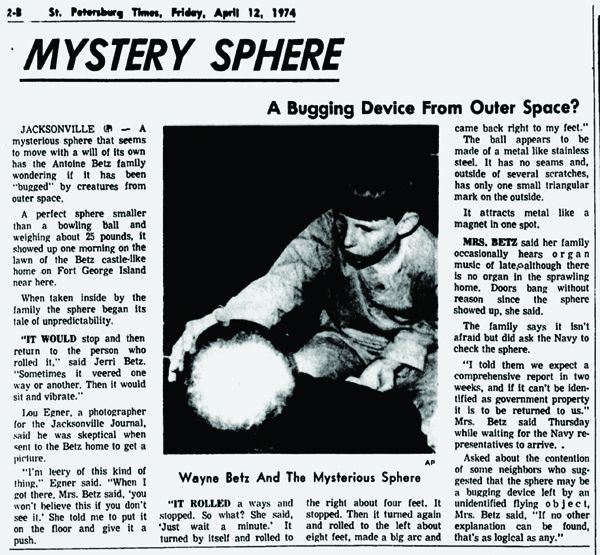 2-B St. Petersburg Times, Friday, April 12, 1974
MYSTERY SPHERE
A Bugging Device From Outer Space?
JACKSONVILLE (AP) — A
mysterious sphere that seems
to move with a will of its own
has the Antoine Betz family
wondering if it has been
"bugged" by creatures from
outer space.
A perfect sphere smaller
than a bowling ball and
weighing about 25 pounds, it
showed up one morning on the
lawn of the Betz castle-like
home on Fort George Island
near here.
When taken inside by the
family the sphere began its
tale of unpredictability.
"IT WOULD stop and then
return to the person who
rolled it," said Jerri Betz.
"Sometimes it veered one
way or another. Then it would
sit and vibrate."
Lou Egner, a photographer
for the Jacksonville Journal,
said he was skeptical when
sent to the Betz home to get a
picture.
"I'm leery of this kind of
thing," Egner said. "When I
got there, Mrs. Betz said, 'you
won't believe this if you don't
see it.' She told me to put it
on the floor and give it a
push.
AP
Wayne Betz And The Mysterious Sphere
"IT ROLLED a ways and
stopped. So what? She said,
'Just wait a minute.' It
turned by itself and rolled to
the right about four feet. It
stopped. Then it turned again
and rolled to the left about
eight feet, made a big arc and
came back right to my feet."
The ball appears to be
made of a metal like stainless
steel. It has no seams and,
outside of several scratches,
has only one small triangular
mark on the outside.
It attracts metal like a
magnet in one spot.
MRS. BETZ said her family
occasionally hears organ
music of late, although there
is no organ in the sprawling
home. Doors bang without
reason since the sphere
showed up, she said.
The family says it isn't
afraid but did ask the Navy to
check the sphere.
"I told them we expect a
comprehensive report in two
weeks, and if it can't be iden-
tified as government property
it is to be returned to us."
Mrs. Betz said Thursday
while waiting for the Navy re-
presentatives to arrive. .
Asked about the contention
of some neighbors who sug-
gested that the sphere may be
a bugging device left by an
unidentified flying object,
Mrs. Betz said, "If no other
explanation can be found,
that's as logical as any."